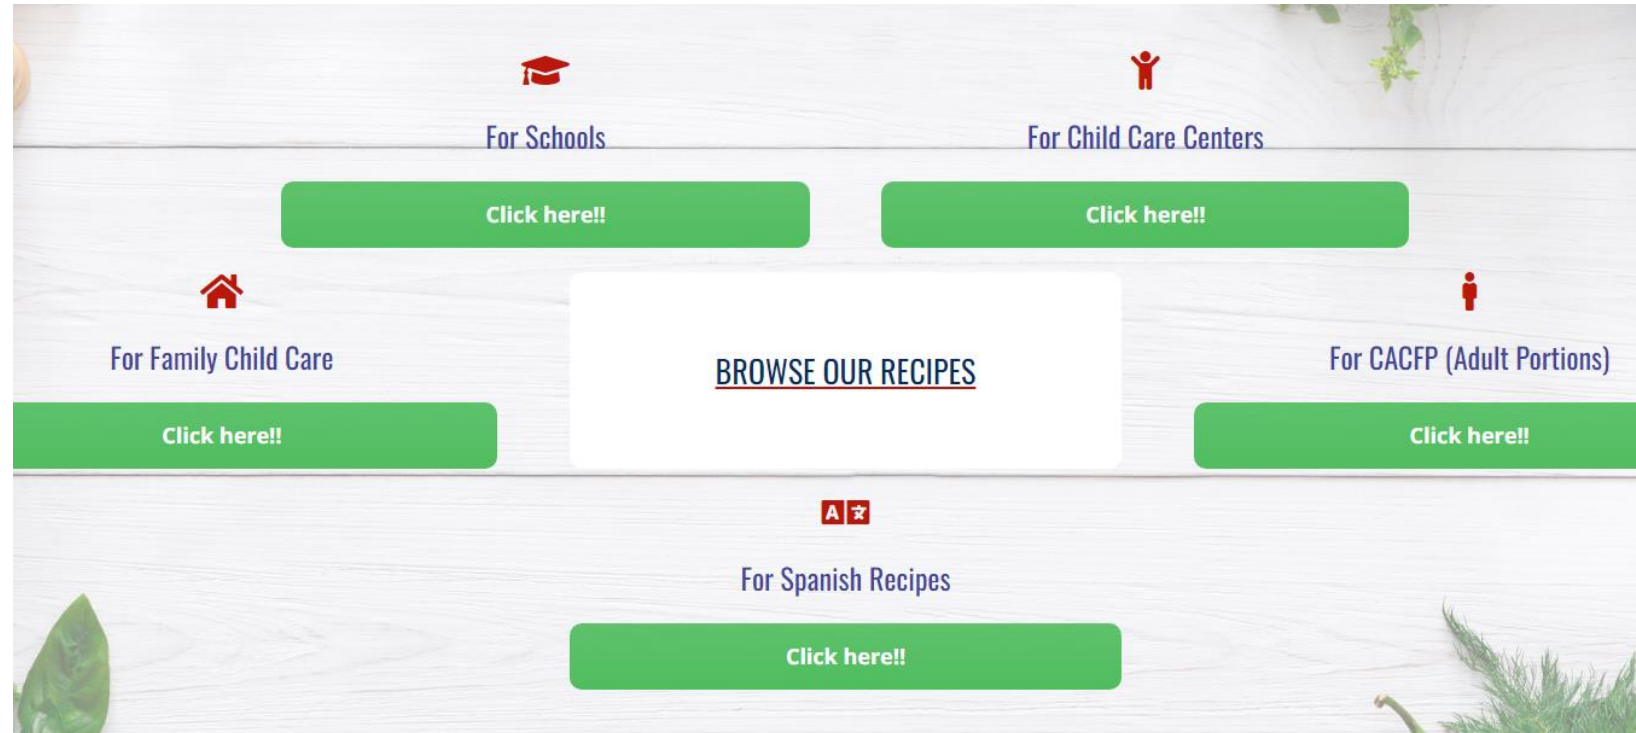 For Schools
For Child Care Centers
Click here!!
Click here!!
For Family Child Care
BROWSE OUR RECIPES
For CACFP (Adult Portions)
Click here!!
Click here!!
A
For Spanish Recipes
Click here!!